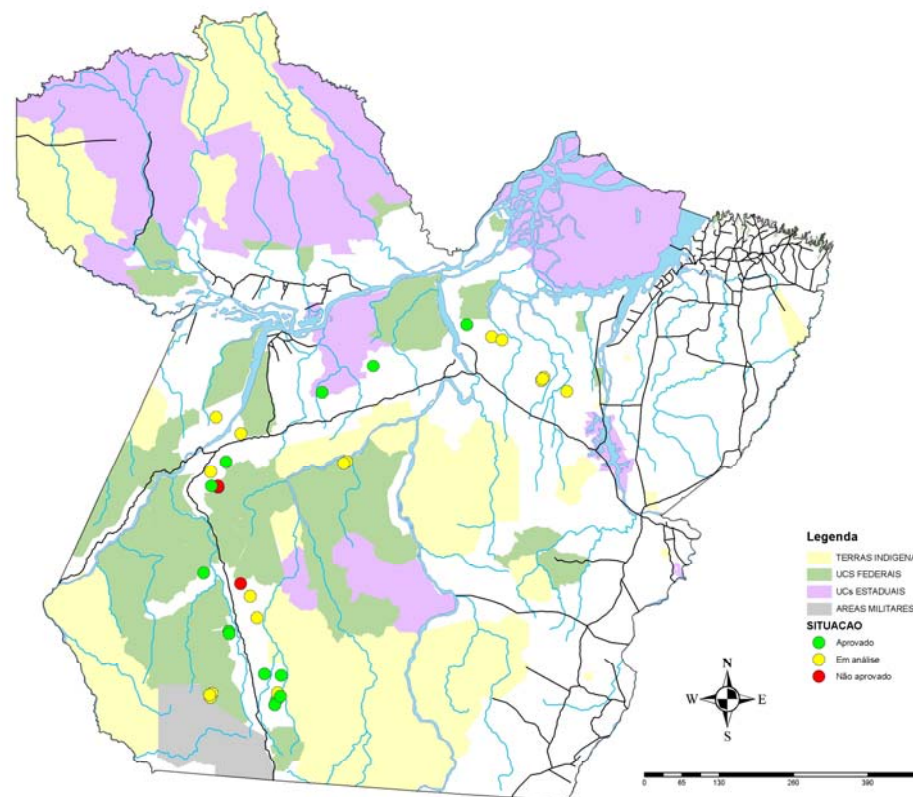 Legenda
TERRAS INDIGENA
UCS FEDERAIS
UCs ESTADUAIS
AREAS MILITARES
SITUACAO
Aprovado
Em análise
Não aprovado
N
W E
S
0 65 130 260 390